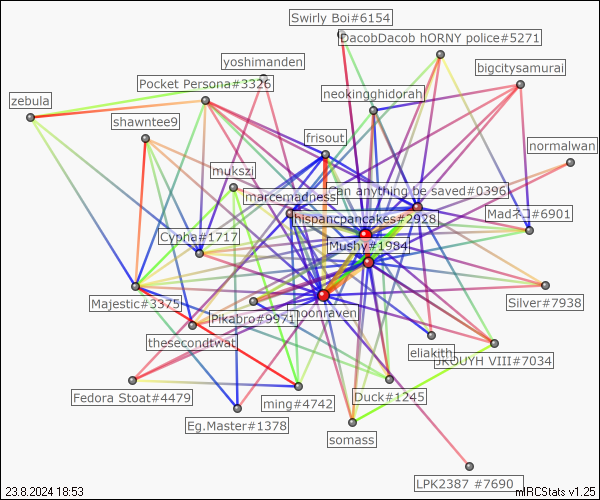 Swirly Boi#6154
DacobDacob hORNY police#5271
yoshimanden
bigcitysamurai
Pocket Persona#3326
neokingghidorah
zebula
shawntee9
frisout
normalwan
mukszi
can anything be saved#0396
marcemadness
Madネコ#6901
hispancpancakes#2928
Cypha#1717
Mushy#1984
Majestic#3375
Silver#7938
Pikabro#9971
moonraven
thesecondtwat
eliakith
JKOUYH VIII#7034
Fedora Stoat#4479
ming#4742
Duck#1245
Eg.Master#1378
somass
LPK2387 #7690
23.8.2024 18:53
mIRCStats v1.25